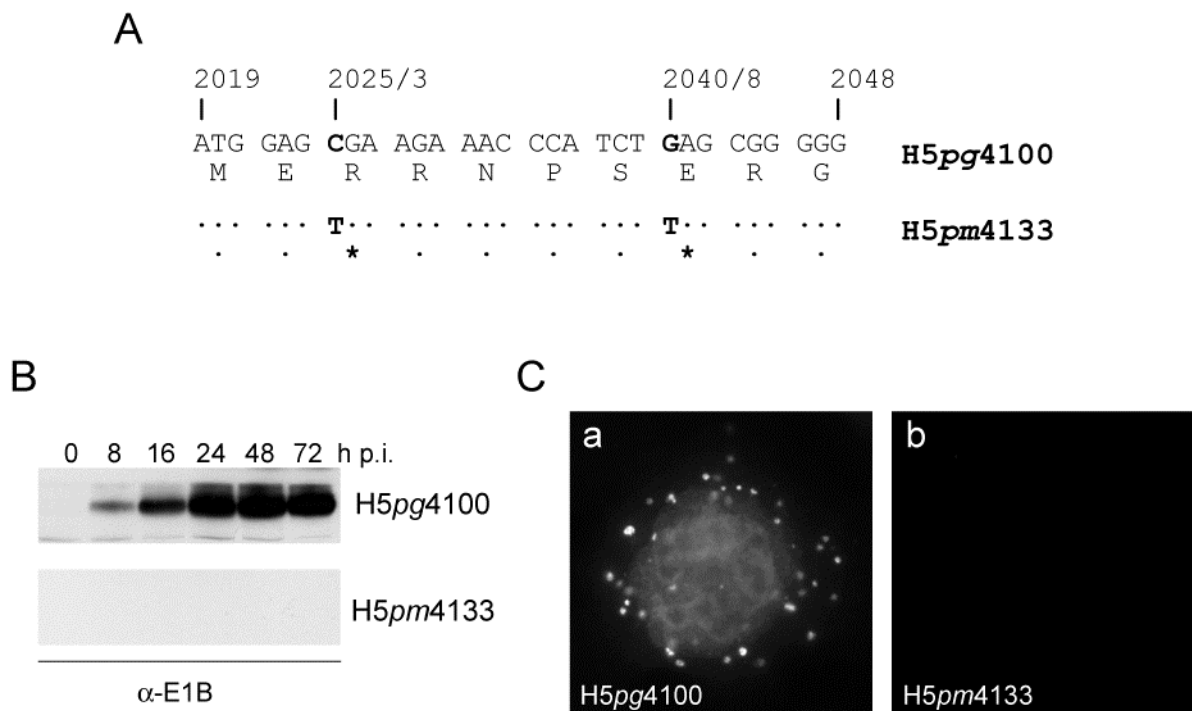 A
2019 2025/3 2040/8 2048
ATG GAG CGA AGA AAC CCA TCT GAG CGG GGG
M E R R N P S E R G
H5pg4100
... ... T.. ... ... ... ... T.. ... ...
. . * . . . . * . .
H5pm4133
B
0 8 16 24 48 72 h p.i.
H5pg4100
H5pm4133
α-E1B
C
a
H5pg4100
b
H5pm4133